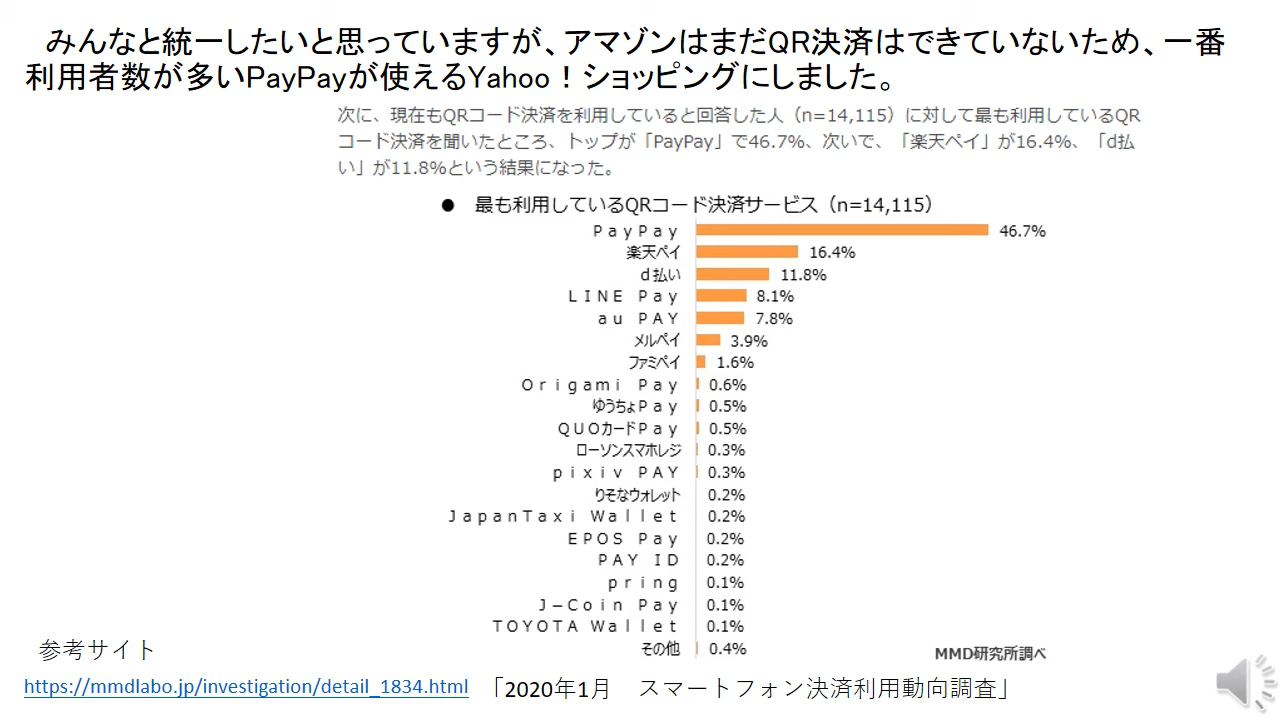 みんなと統一したいと思っていますが、アマゾンはまだQR決済はできていないため、一番
利用者数が多いPayPayが使えるYahoo！ショッピングにしました。
次に、現在もQRコード決済を利用していると回答した人（n=14,115）に対して最も利用しているQR
コード決済を聞いたところ、トップが「PayPay」で46.7%、次いで、「楽天ペイ」が16.4%、「d払
い」が11.8%という結果になった。
● 最も利用しているQRコード決済サービス（n=14,115）
ＰａｙＰａｙ 46.7%
楽天ペイ 16.4%
ｄ払い 11.8%
ＬＩＮＥ Ｐａｙ 8.1%
ａｕ ＰＡＹ 7.8%
メルペイ 3.9%
ファミペイ 1.6%
Ｏｒｉｇａｍｉ Ｐａｙ 0.6%
ゆうちょＰａｙ 0.5%
ＱＵＯカードＰａｙ 0.5%
ローソンスマホレジ 0.3%
ｐｉｘｉｖ ＰＡＹ 0.3%
りそなウォレット 0.2%
ＪａｐａｎＴａｘｉ Ｗａｌｌｅｔ 0.2%
ＥＰＯＳ Ｐａｙ 0.2%
ＰＡＹ ＩＤ 0.2%
ｐｒｉｎｇ 0.1%
Ｊ－Ｃｏｉｎ Ｐａｙ 0.1%
ＴＯＹＯＴＡ Ｗａｌｌｅｔ 0.1%
その他 0.4%
MMD研究所調べ
参考サイト
https://mmdlabo.jp/investigation/detail_1834.html 「2020年1月　スマートフォン決済利用動向調査」